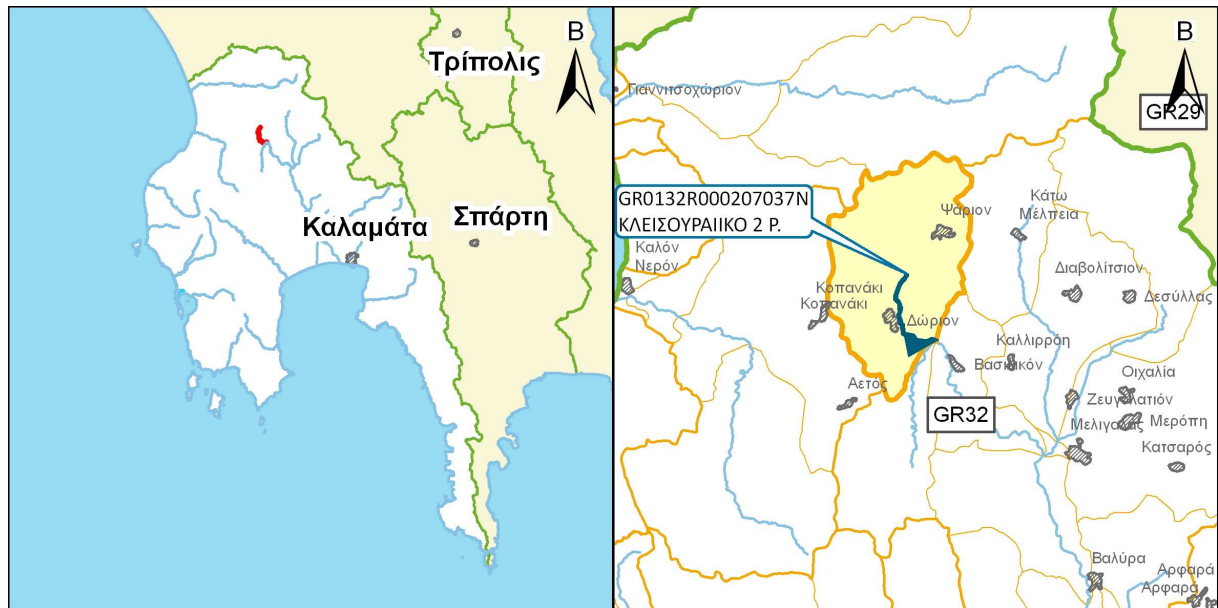 Β
Τρίπολις
Καλαμάτα
Σπάρτη
Β
Γιαννιτσοχώριον
GR29
GR0132R000207037N
ΚΛΕΙΣΟΥΡΑΙΙΚΟ 2 Ρ.
Ψάριον
Κάτω
Μέλπεια
Καλόν
Νερόν
Διαβολίτσιον
Δεσύλλας
Κοπανάκι
Κοπανάκι
Δώριον
Καλλιρρόη
Βασιλικόν
Οιχαλία
Αετός
Ζευγολατιόν
GR32
Μελιγαλάς
Μερόπη
Κατσαρός
Βαλύρα
Αρφαρά
Αρφαρά